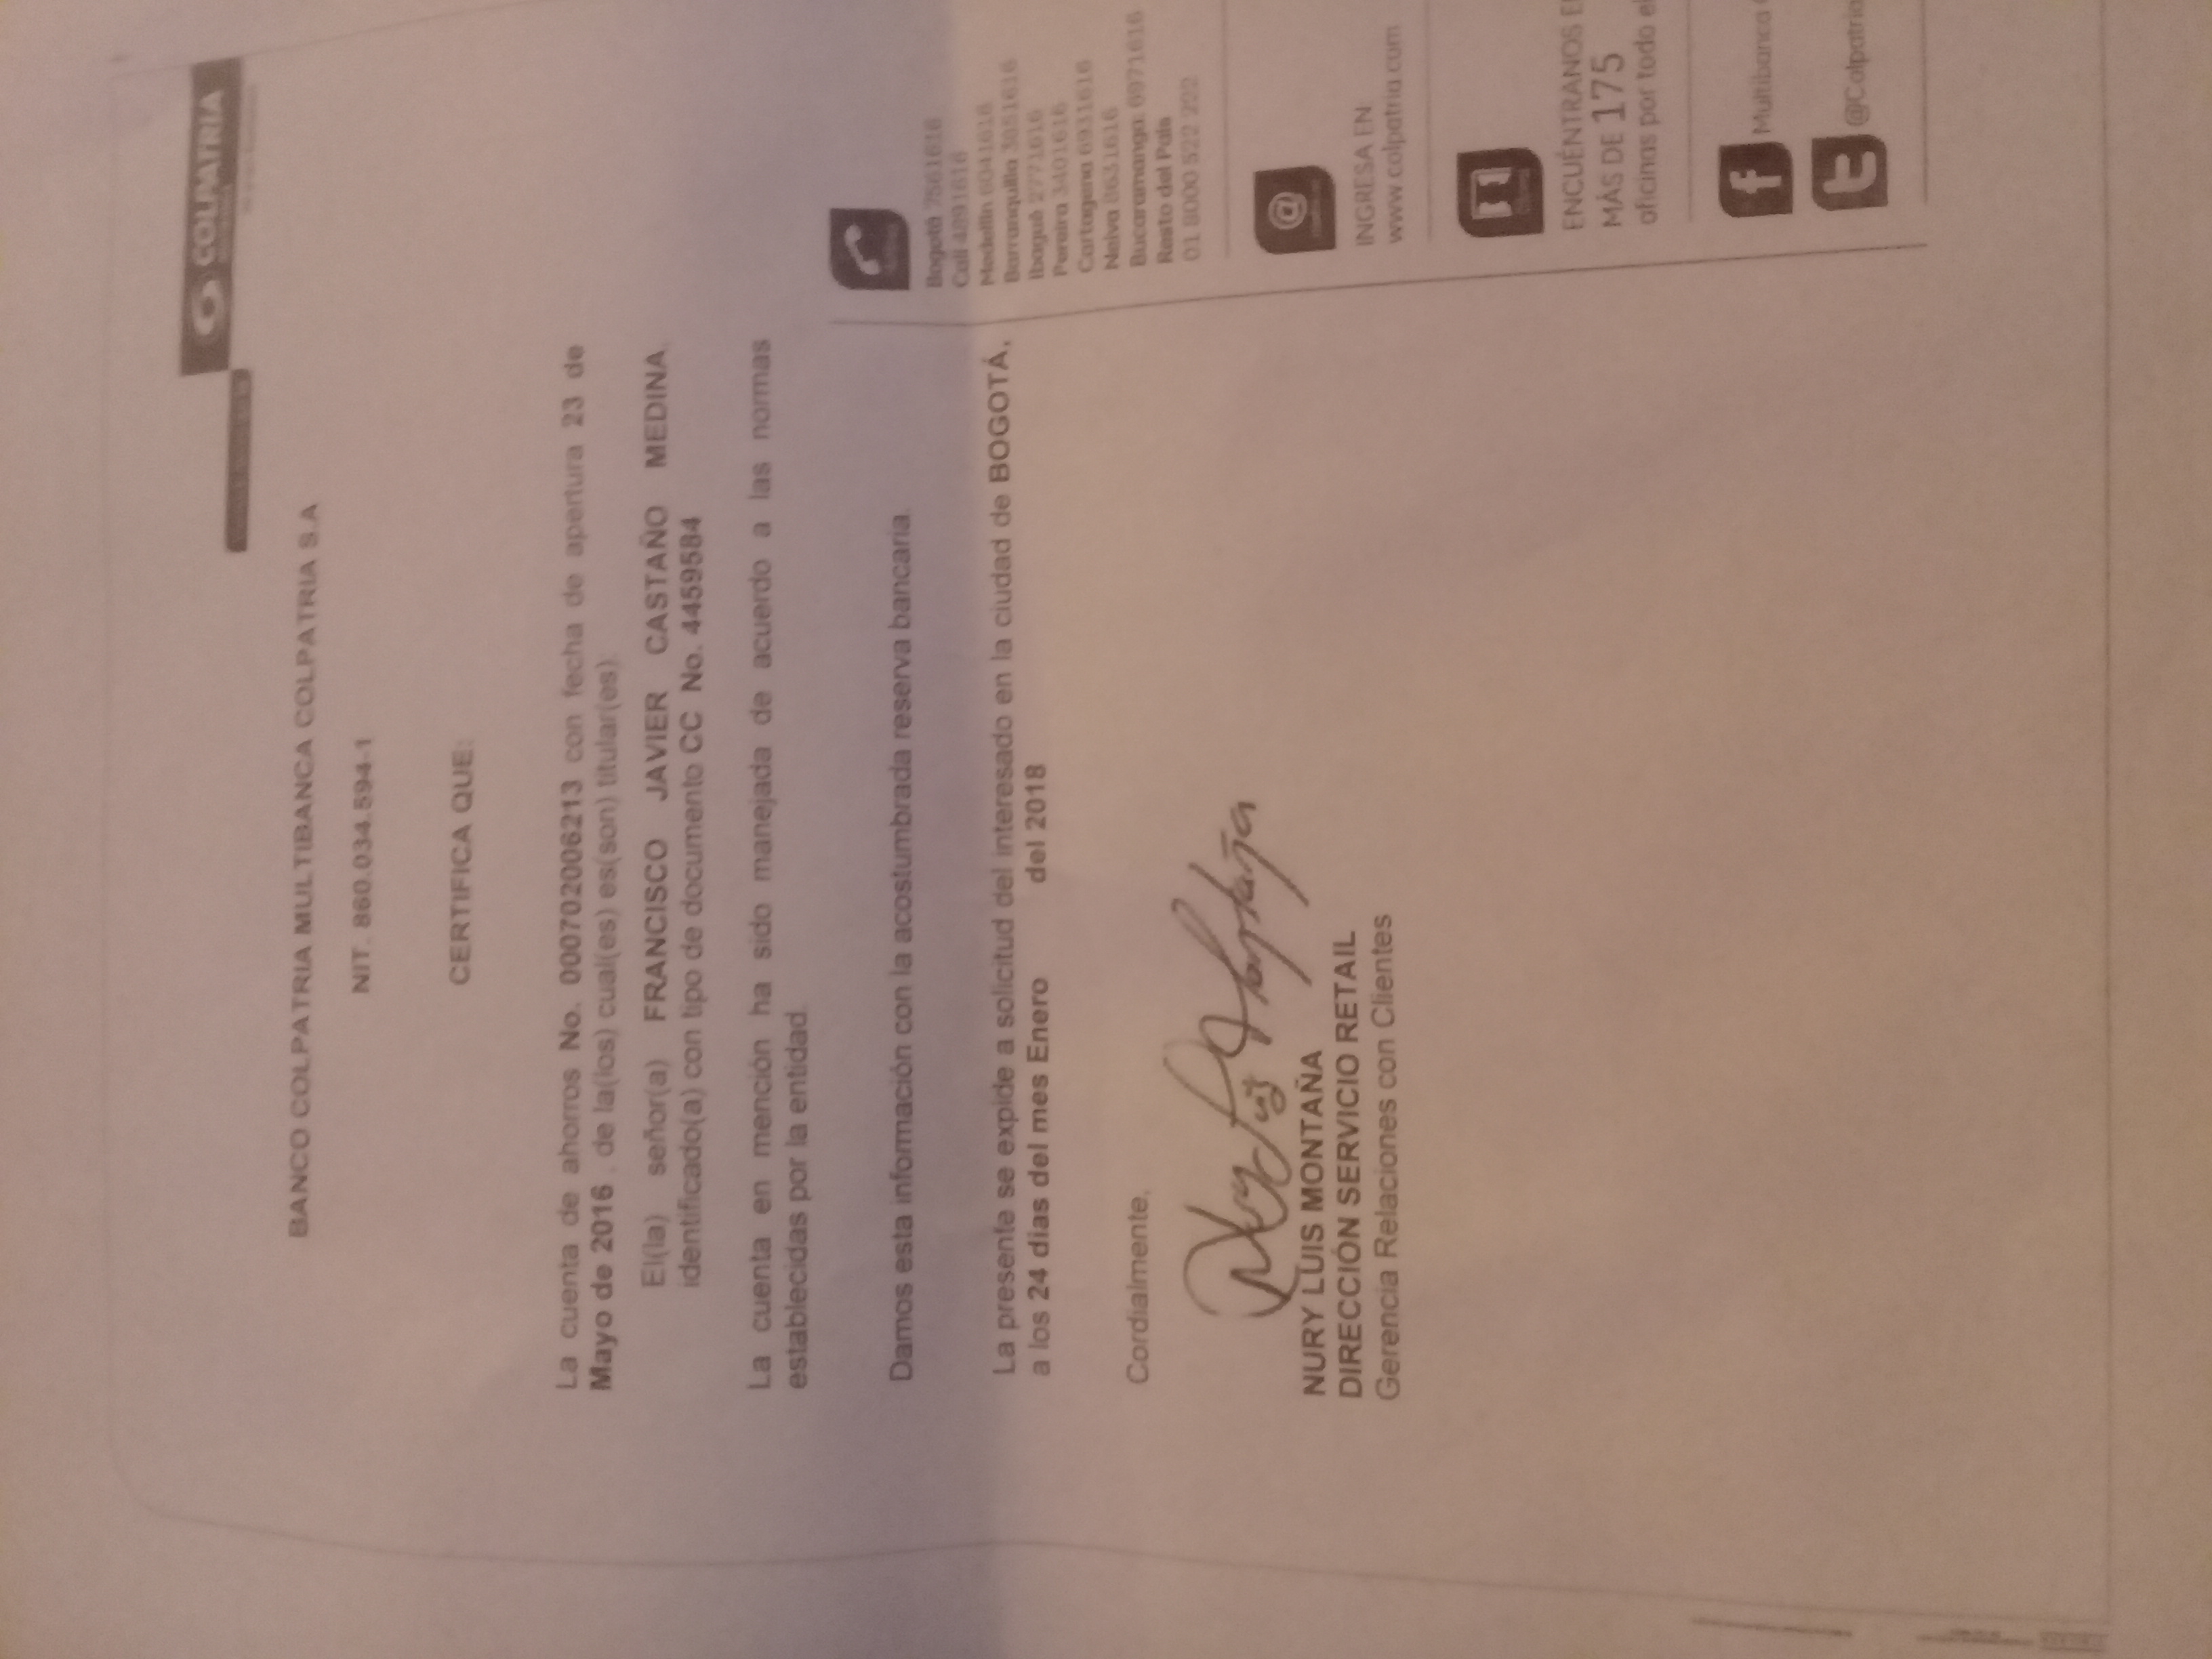 COLPATRIA
BANCO COLPATRIA MULTIBANCA COLPATRIA S.A
NIT. 860.034.594-1
CERTIFICA QUE:
La cuenta de ahorros No. 000702006213 con fecha de apertura 23 de
Mayo de 2016 , de la(los) cual(es) es(son) titular(es):
El(la) señor(a) FRANCISCO JAVIER CASTAÑO MEDINA,
identificado(a) con tipo de documento CC No. 4459584
La cuenta en mención ha sido manejada de acuerdo a las normas
establecidas por la entidad.
Damos esta información con la acostumbrada reserva bancaria.
La presente se expide a solicitud del interesado en la ciudad de BOGOTÁ,
a los 24 dias del mes Enero del 2018
Cordialmente,
Nury Luis Montaña
NURY LUIS MONTAÑA
DIRECCIÓN SERVICIO RETAIL
Gerencia Relaciones con Clientes
Bogotá 7561616
Cali 4891616
Medellín 6041616
Barranquilla 3851616
Ibagué 2771616
Pereira 3401616
Cartagena 6931616
Neiva 8631616
Bucaramanga: 6971616
Resto del País
01 8000 522 222
INGRESA EN:
www.colpatria.com
ENCUÉNTRANOS E
MÁS DE 175
oficinas por todo el
Multibanca
@Colpatria